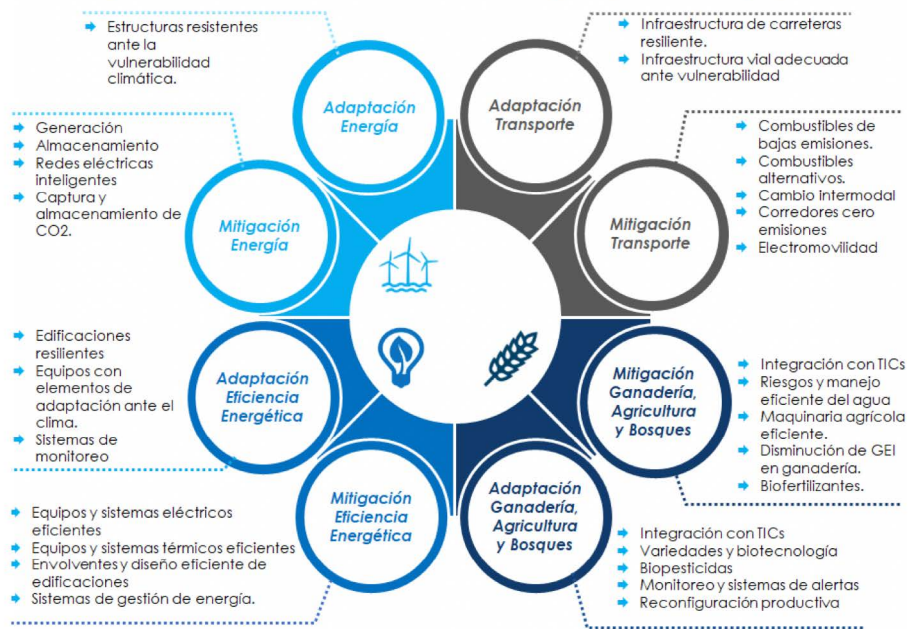 Estructuras resistentes
ante la
vulnerabilidad
climática.
Adaptación
Energía
Infraestructura de carreteras
resiliente.
Infraestructura vial adecuada
ante vulnerabilidad
Adaptación
Transporte
Generación
Almacenamiento
Redes eléctricas
inteligentes
Captura y
almacenamiento de
CO2.
Mitigación
Energía
Combustibles de
bajas emisiones.
Combustibles
alternativos.
Cambio intermodal
Corredores cero
emisiones
Electromovilidad
Mitigación
Transporte
Edificaciones
resilientes
Equipos con
elementos de
adaptación ante el
clima.
Sistemas de
monitoreo
Adaptación
Eficiencia
Energética
Mitigación
Ganadería,
Agricultura
y Bosques
Integración con TICs
Riesgos y manejo
eficiente del agua
Maquinaria agrícola
eficiente.
Disminución de GEI
en ganadería.
Biofertilizantes.
Equipos y sistemas eléctricos
eficientes
Equipos y sistemas térmicos eficientes
Envolventes y diseño eficiente de
edificaciones
Sistemas de gestión de energía.
Mitigación
Eficiencia
Energética
Adaptación
Ganadería,
Agricultura
y Bosques
Integración con TICs
Variedades y biotecnología
Biopesticidas
Monitoreo y sistemas de alertas
Reconfiguración productiva